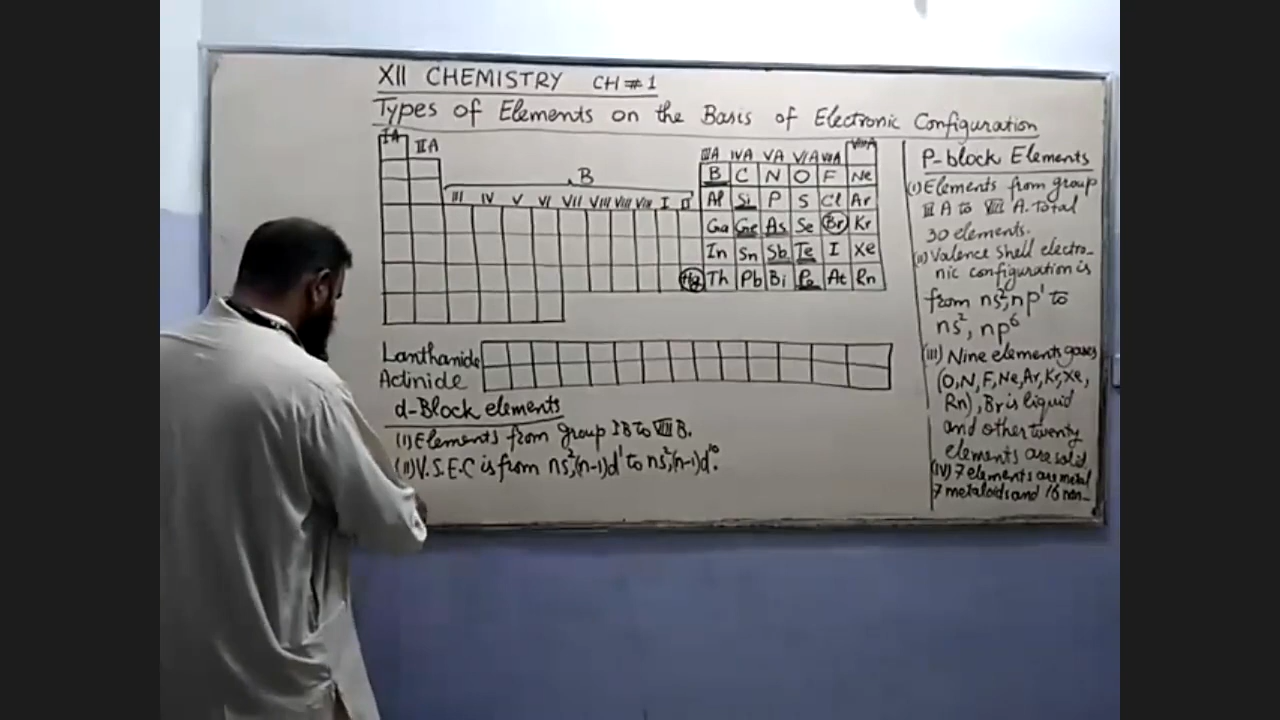 XII CHEMISTRY CH # 1
Types of Elements on the Basis of Electronic Configuration
IA
IIA
B
III IV V VI VII VIII VIII VIII I II
IIIA IVA VA VIA VIIA VIIIA
B C N O F Ne
Al Si P S Cl Ar
Ga Ge As Se Br Kr
In Sn Sb Te I Xe
Hg Th Pb Bi Po At Rn
Lanthanide
Actinide
d-Block elements
(I) Elements from group IB to VIII B.
(II) V.S.E.C is from ns², (n-1)d¹ to ns², (n-1)d¹⁰.
P-block Elements
(i) Elements from group
III A to VIII A. Total
30 elements.
(ii) Valence shell electro-
nic configuration is
from ns², np¹ to
ns², np⁶
(iii) Nine elements gases
(O, N, F, Ne, Ar, Kr, Xe,
Rn), Br is liquid
and other twenty
elements are solid
(iv) 7 elements are metal
7 metaloids and 16 non-